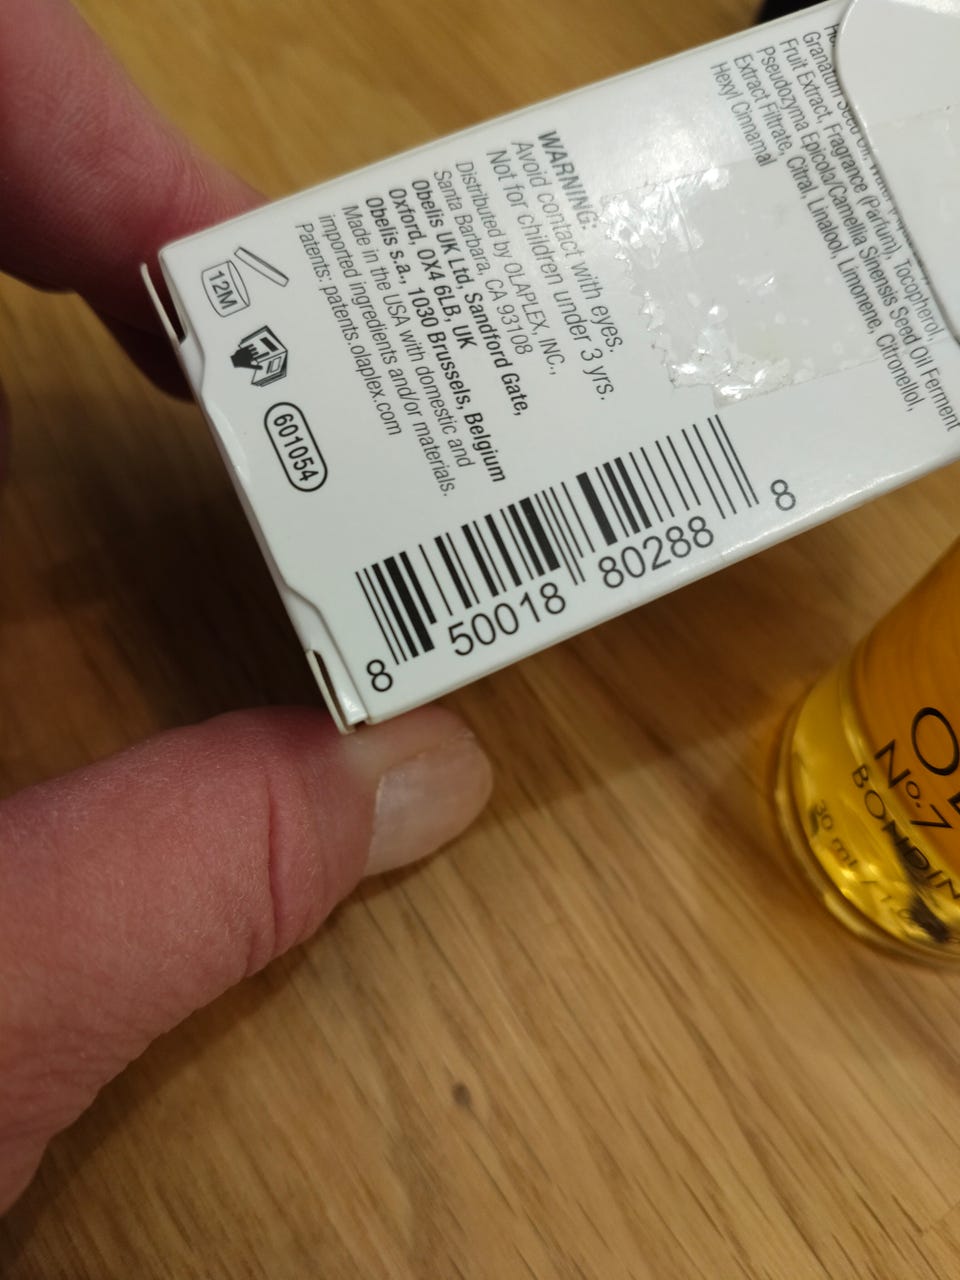 Granatum Seed Oil,
Fruit Extract, Fragrance (Parfum), Tocopherol,
Pseudozyma Epicola/Camellia Sinensis Seed Oil Ferment
Extract Filtrate, Citral, Linalool, Limonene, Citronellol,
Hexyl Cinnamal
WARNING:
Avoid contact with eyes.
Not for children under 3 yrs.
Distributed by OLAPLEX, INC.,
Santa Barbara, CA 93108
Obelis UK Ltd, Sandford Gate,
Oxford, OX4 6LB, UK
Obelis s.a., 1030 Brussels, Belgium
Made in the USA with domestic and
imported ingredients and/or materials.
Patents: patents.olaplex.com
12M
601054
8 50018 80288 8
No.7
BONDIN
30 ml / 1